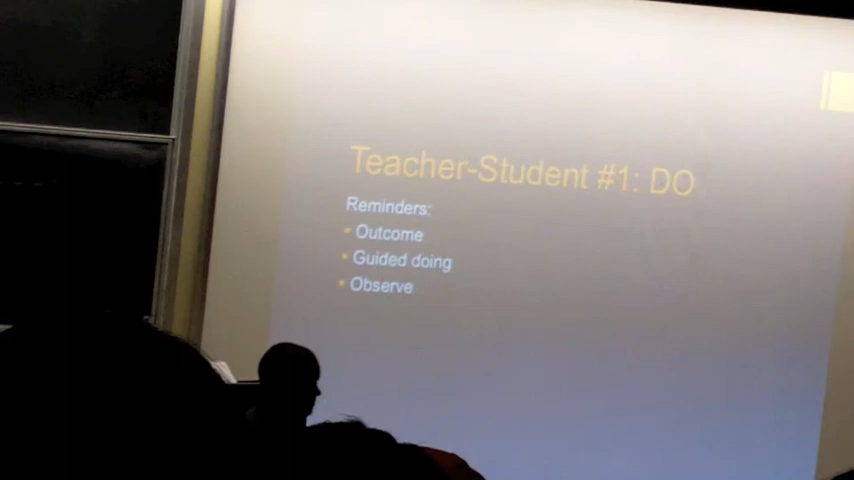 Teacher-Student #1: DO
Reminders:
▪ Outcome
▪ Guided doing
▪ Observe